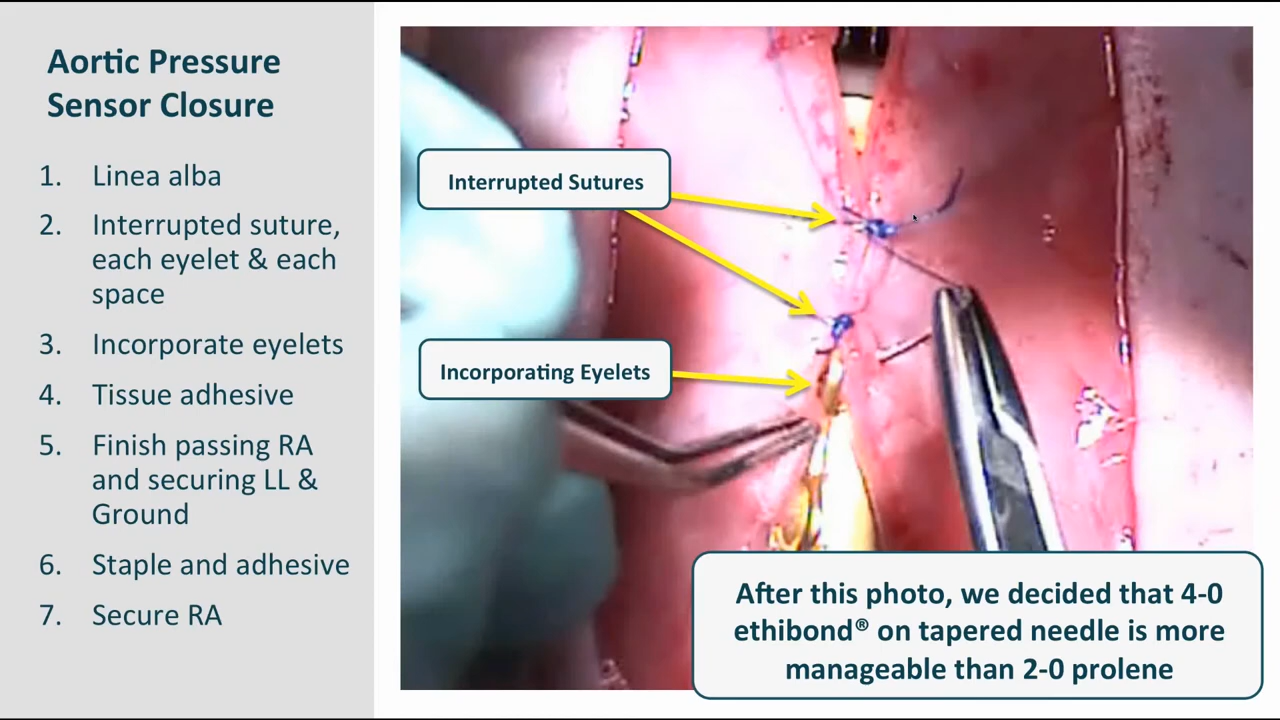 Aortic Pressure
Sensor Closure
1. Linea alba
2. Interrupted suture,
each eyelet & each
space
3. Incorporate eyelets
4. Tissue adhesive
5. Finish passing RA
and securing LL &
Ground
6. Staple and adhesive
7. Secure RA
Interrupted Sutures
Incorporating Eyelets
After this photo, we decided that 4-0
ethibond® on tapered needle is more
manageable than 2-0 prolene